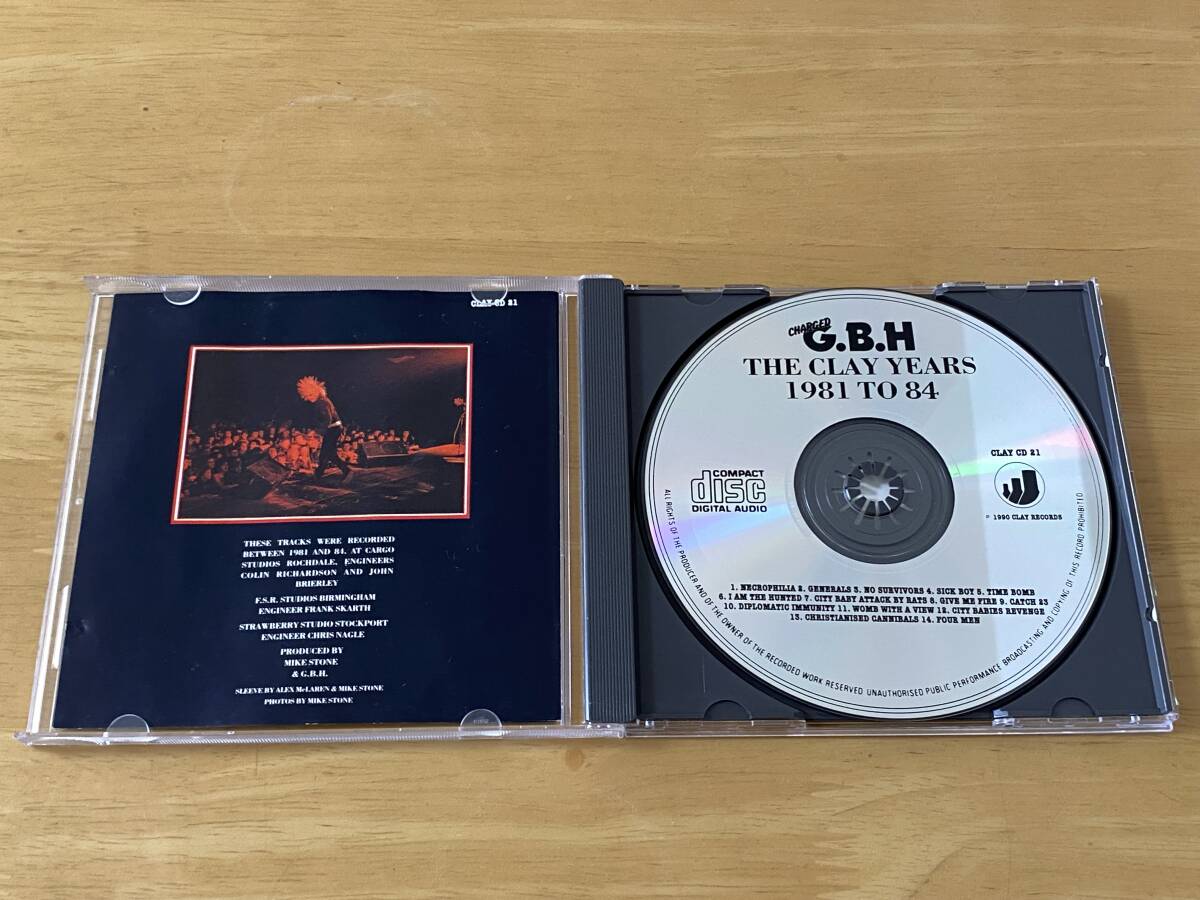 CLAY CD 21
THESE TRACKS WERE RECORDED
BETWEEN 1981 AND 84, AT CARGO
STUDIOS ROCHDALE, ENGINEERS
COLIN RICHARDSON AND JOHN
BRIERLEY
F.S.R. STUDIOS BIRMINGHAM
ENGINEER FRANK SKARTH
STRAWBERRY STUDIO STOCKPORT
ENGINEER CHRIS NAGLE
PRODUCED BY
MIKE STONE
& G.B.H.
SLEEVE BY ALEX McLAREN & MIKE STONE
PHOTOS BY MIKE STONE
CHARGED
G.B.H
THE CLAY YEARS
1981 TO 84
COMPACT
disc
DIGITAL AUDIO
CLAY CD 21
℗ 1990 CLAY RECORDS
1. NECROPHILIA 2. GENERALS 3. NO SURVIVORS 4. SICK BOY 5. TIME BOMB
6. I AM THE HUNTED 7. CITY BABY ATTACK BY RATS 8. GIVE ME FIRE 9. CATCH 23
10. DIPLOMATIC IMMUNITY 11. WOMB WITH A VIEW 12. CITY BABIES REVENGE
13. CHRISTIANISED CANNIBALS 14. FOUR MEN
ALL RIGHTS OF THE PRODUCER AND OF THE OWNER OF THE RECORDED WORK RESERVED UNAUTHORISED PUBLIC PERFORMANCE BROADCASTING AND COPYING OF THIS RECORD PROHIBITED